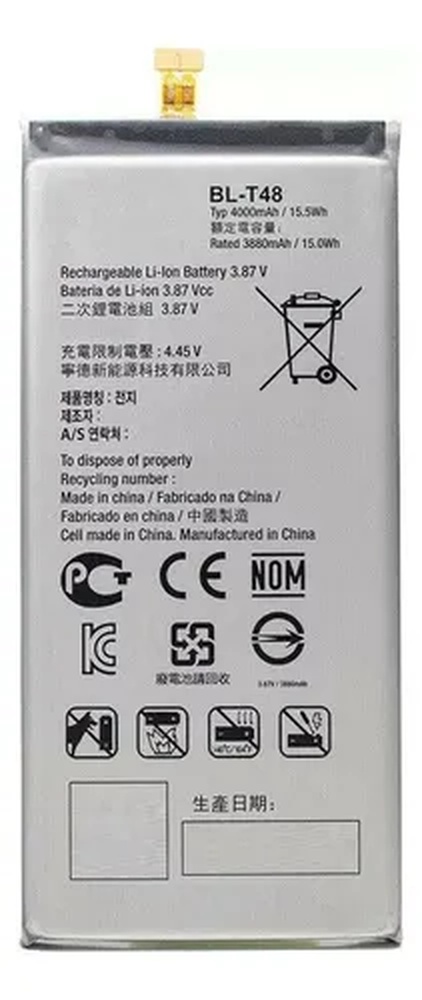 BL-T48
Typ 4000mAh / 15.5Wh
額定電容量:
Rated 3880mAh / 15.0Wh
Rechargeable Li-Ion Battery 3.87 V
Bateria de Li-ion 3.87 Vcc
二次鋰電池組 3.87 V
充電限制電壓 : 4.45 V
寧德新能源科技有限公司
제품명칭 : 전지
제조자 :
A/S 연락처 :
To dispose of properly
Recycling number :
Made in china / Fabricado na China /
Fabricado en china / 中國製造
Cell made in China. Manufactured in China
CE NOM
廢電池請回收
3.87V / 3880mAh
生產日期: